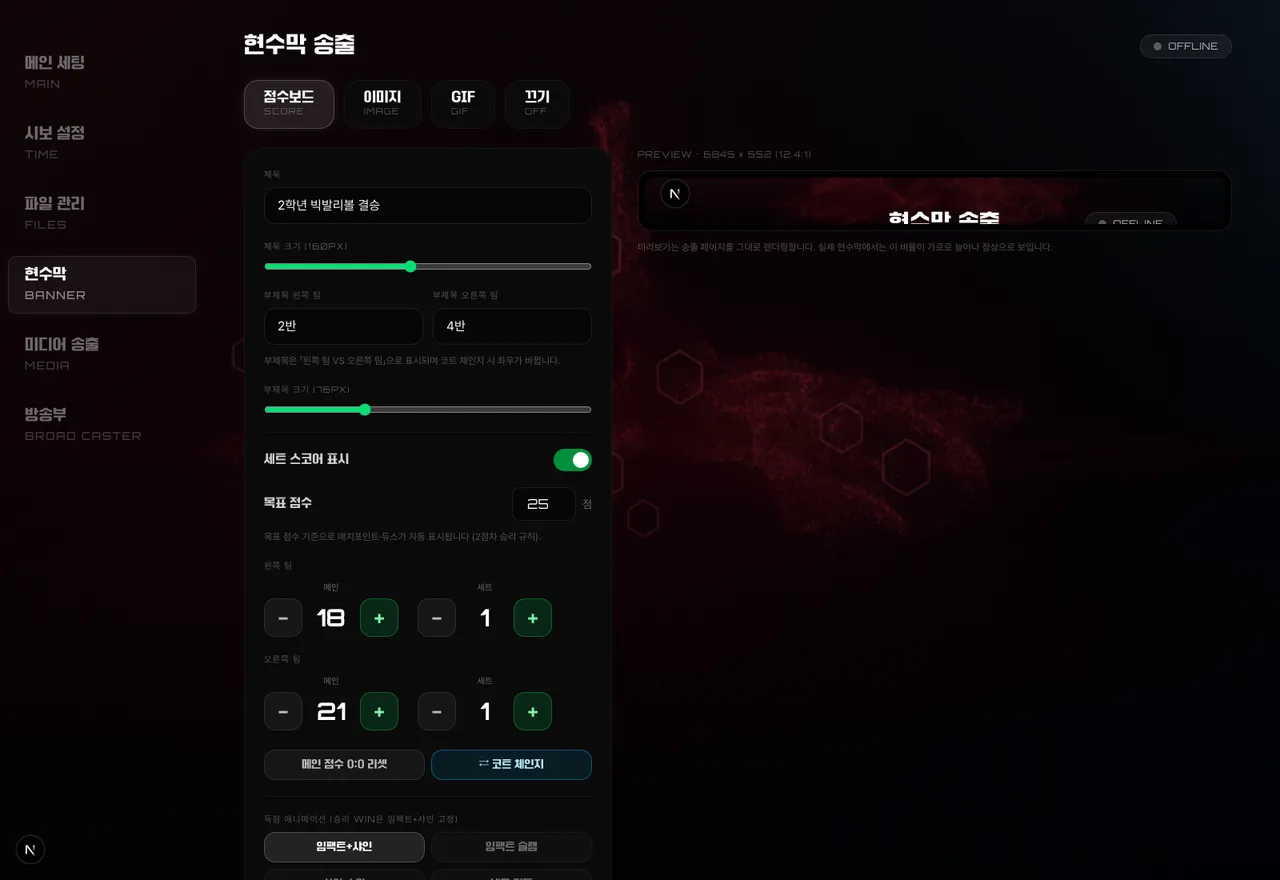 현수막 송출
OFFLINE
메인 세팅
MAIN
시보 설정
TIME
파일 관리
FILES
현수막
BANNER
미디어 송출
MEDIA
방송부
BROAD CASTER
점수보드
SCORE
이미지
IMAGE
GIF
GIF
끄기
OFF
제목
2학년 빅발리볼 결승
제목 크기 (160PX)
부제목 왼쪽 팀
부제목 오른쪽 팀
2반
4반
부제목은 「왼쪽 팀 VS 오른쪽 팀」으로 표시되며 코트 체인지 시 좌우가 바뀝니다.
부제목 크기 (76PX)
세트 스코어 표시
목표 점수
25
점
목표 점수 기준으로 매치포인트·듀스가 자동 표시됩니다 (2점차 승리 규칙).
왼쪽 팀
메인
세트
− 18 + − 1 +
오른쪽 팀
메인
세트
− 21 + − 1 +
메인 점수 0:0 리셋
⇄ 코트 체인지
득점 애니메이션 (승리 WIN은 임팩트+샤인 고정)
임팩트+샤인
임팩트 슬램
PREVIEW · 6845 x 552 (12.4:1)
N
현수막 송출
OFFLINE
미리보기는 송출 페이지를 그대로 렌더링합니다. 실제 현수막에서는 이 비율이 가로로 늘어나 정상으로 보입니다.
N